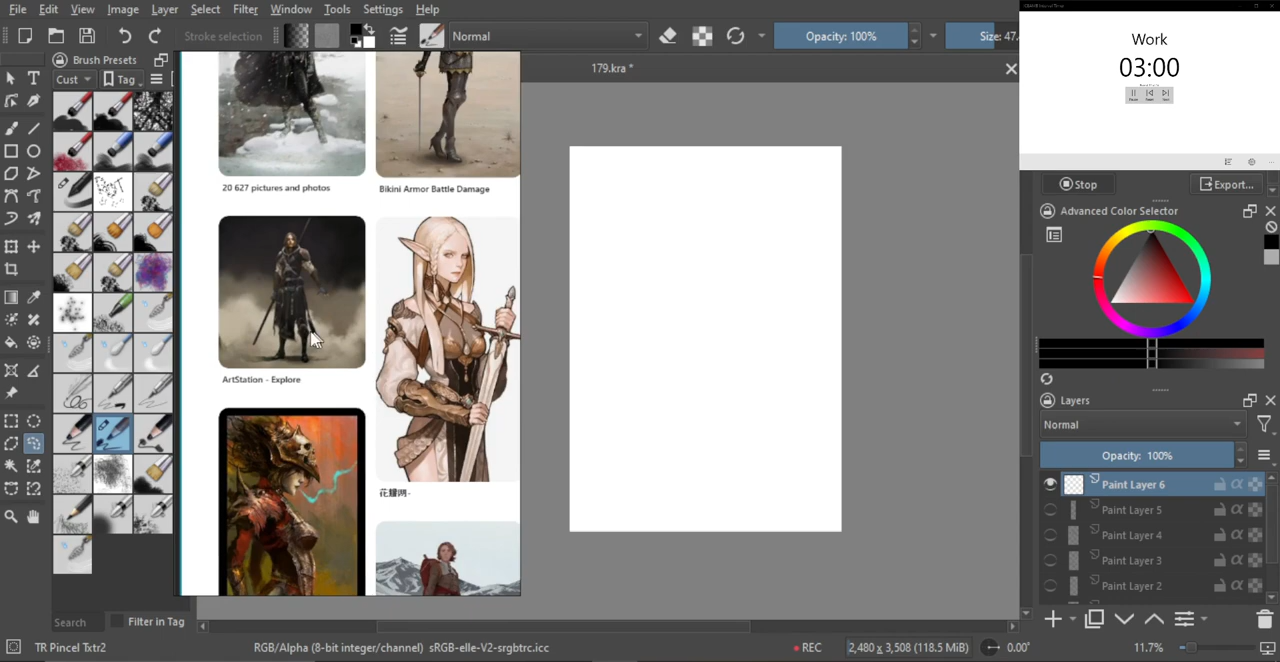 File Edit View Image Layer Select Filter Tools Window Settings Help
Stroke selection
Normal
Opacity: 100%
Size: 47.
Brush Presets
Cust
Tag
179.kra *
Work
03:00
20 627 pictures and photos
Bikini Armor Battle Damage
ArtStation - Explore
花瓣网-
Stop
Export...
Advanced Color Selector
Layers
Normal
Opacity: 100%
Paint Layer 6
Paint Layer 5
Paint Layer 4
Paint Layer 3
Paint Layer 2
Search
Filter in Tag
TR Pincel Txtr2
RGB/Alpha (8-bit integer/channel) sRGB-elle-V2-srgbtrc.icc
REC
2,480 x 3,508 (118.5 MiB)
0.00°
11.7%